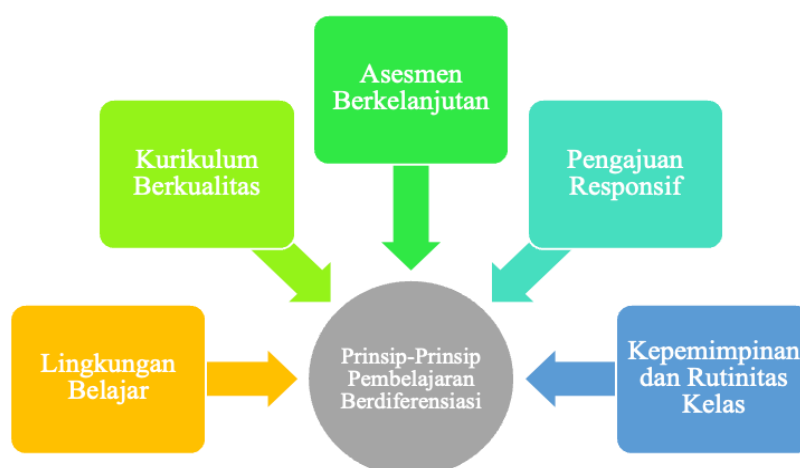 Asesmen
Berkelanjutan
Kurikulum
Berkualitas
Pengajuan
Responsif
Lingkungan
Belajar
Prinsip-Prinsip
Pembelajaran
Berdiferensiasi
Kepemimpinan
dan Rutinitas
Kelas